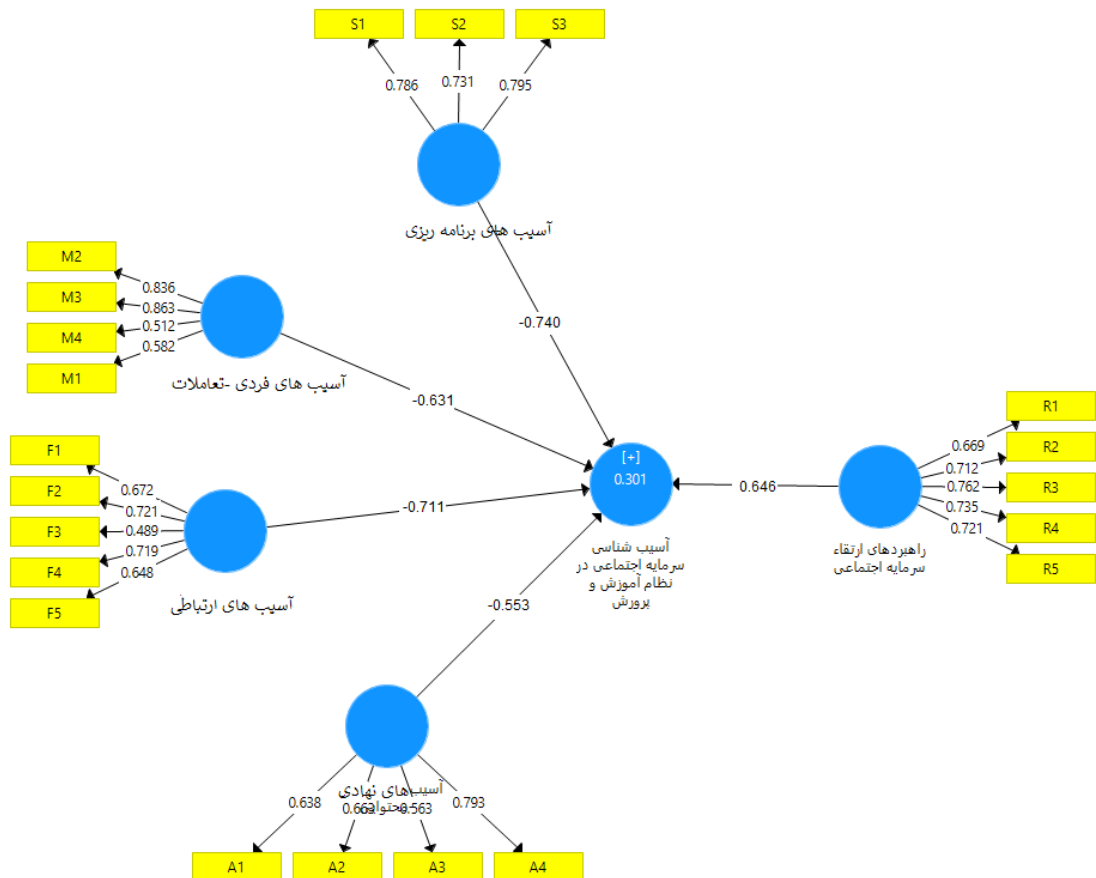 S1 S2 S3
0.786 0.731 0.795
آسیب های برنامه ریزی
-0.740
M2
M3
M4
M1
0.836
0.863
0.512
0.582
آسیب های فردی -تعاملات
-0.631
F1
F2
F3
F4
F5
0.672
0.721
0.489
0.719
0.648
آسیب های ارتباطی
-0.711
[+]
0.301
آسیب شناسی
سرمایه اجتماعی در
نظام آموزش و
پرورش
0.646
راهبردهای ارتقاء
سرمایه اجتماعی
R1
R2
R3
R4
R5
0.669
0.712
0.762
0.735
0.721
-0.553
آسیب های نهادی
0.638 0.563 0.793
A1 A2 A3 A4